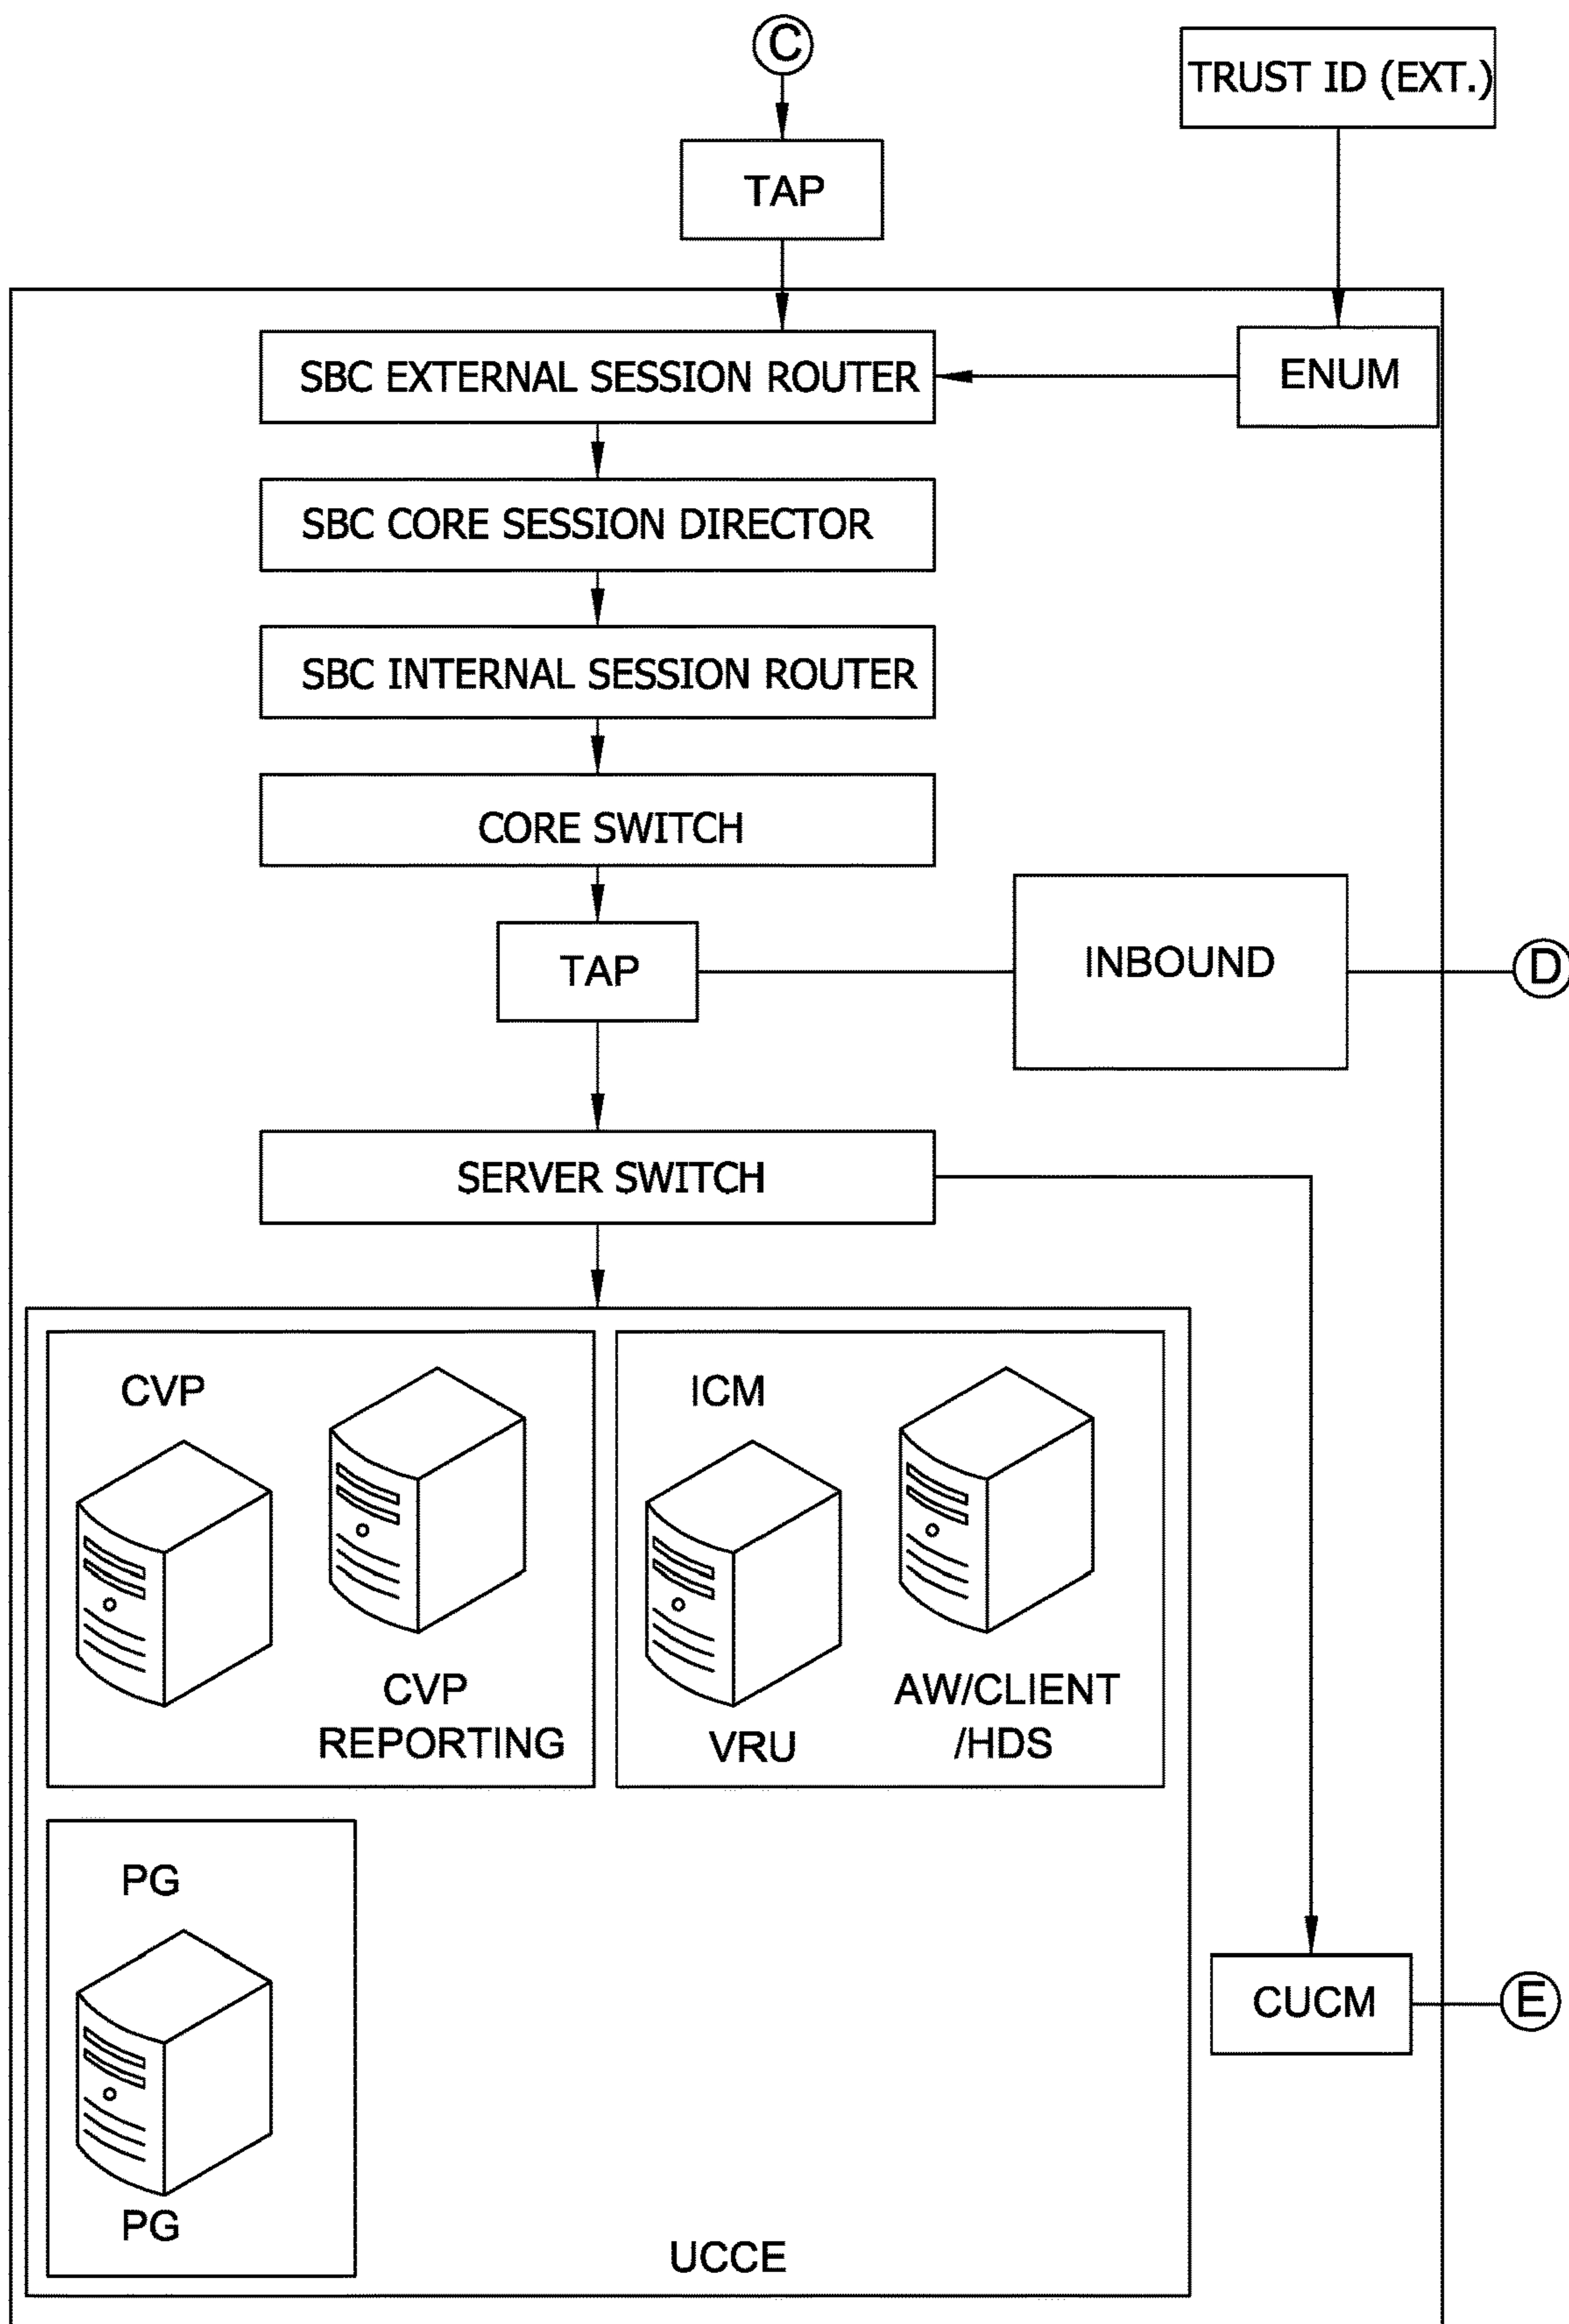 C
TRUST ID (EXT.)
TAP
SBC EXTERNAL SESSION ROUTER
ENUM
SBC CORE SESSION DIRECTOR
SBC INTERNAL SESSION ROUTER
CORE SWITCH
TAP
INBOUND
D
SERVER SWITCH
CVP
CVP
REPORTING
ICM
VRU
AW/CLIENT
/HDS
PG
PG
UCCE
CUCM
E